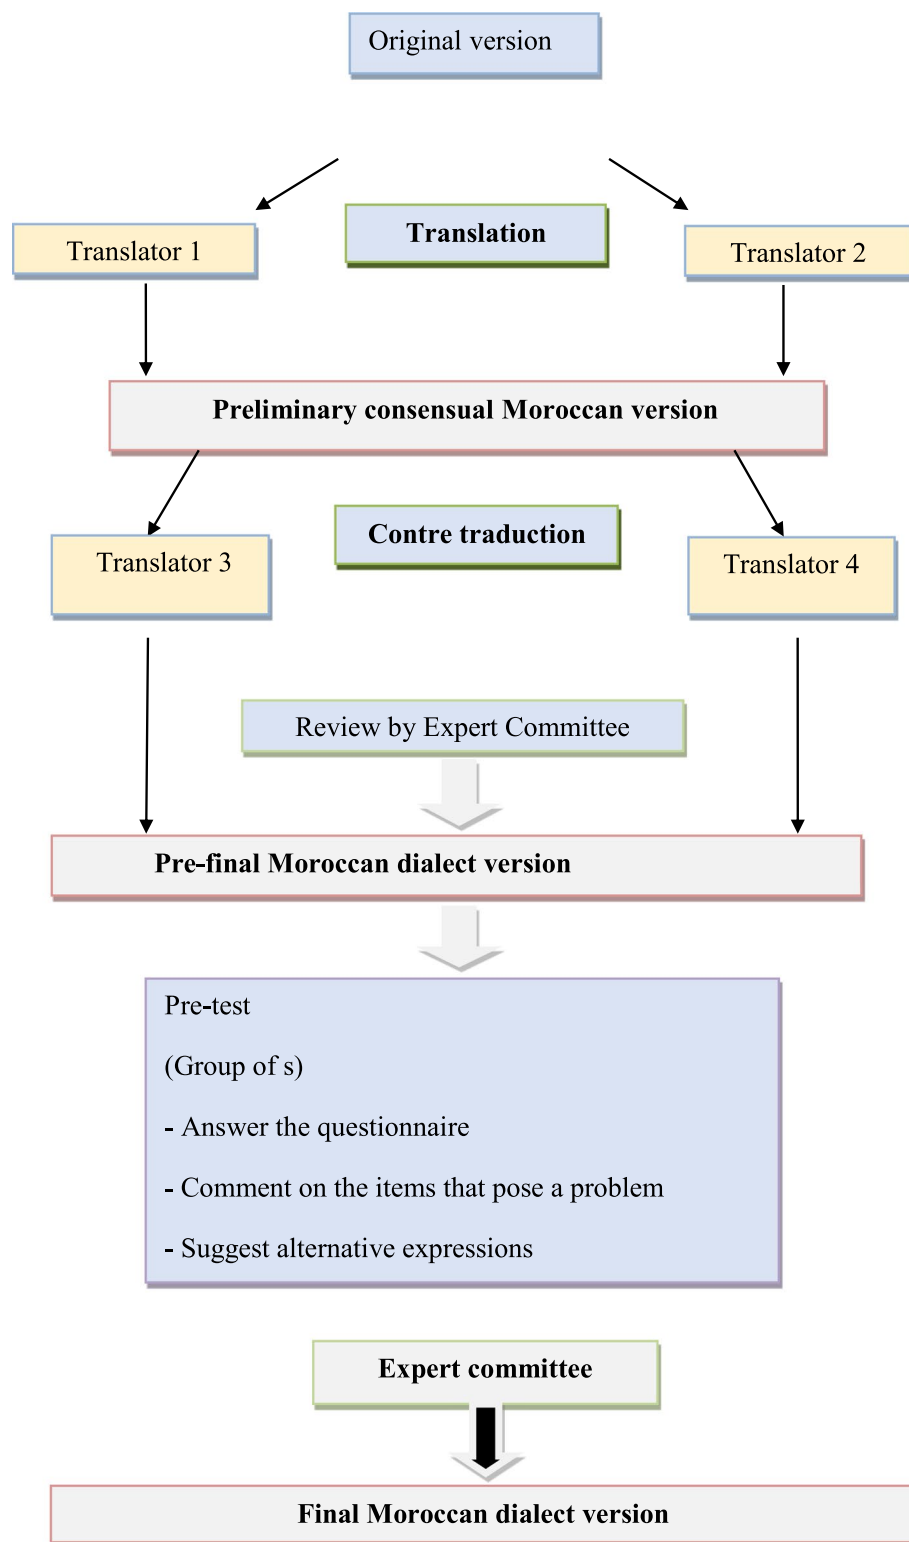 Original version
Translation
Translator 1
Translator 2
Preliminary consensual Moroccan version
Contre traduction
Translator 3
Translator 4
Review by Expert Committee
Pre-final Moroccan dialect version
Pre-test
(Group of s)
- Answer the questionnaire
- Comment on the items that pose a problem
- Suggest alternative expressions
Expert committee
Final Moroccan dialect version